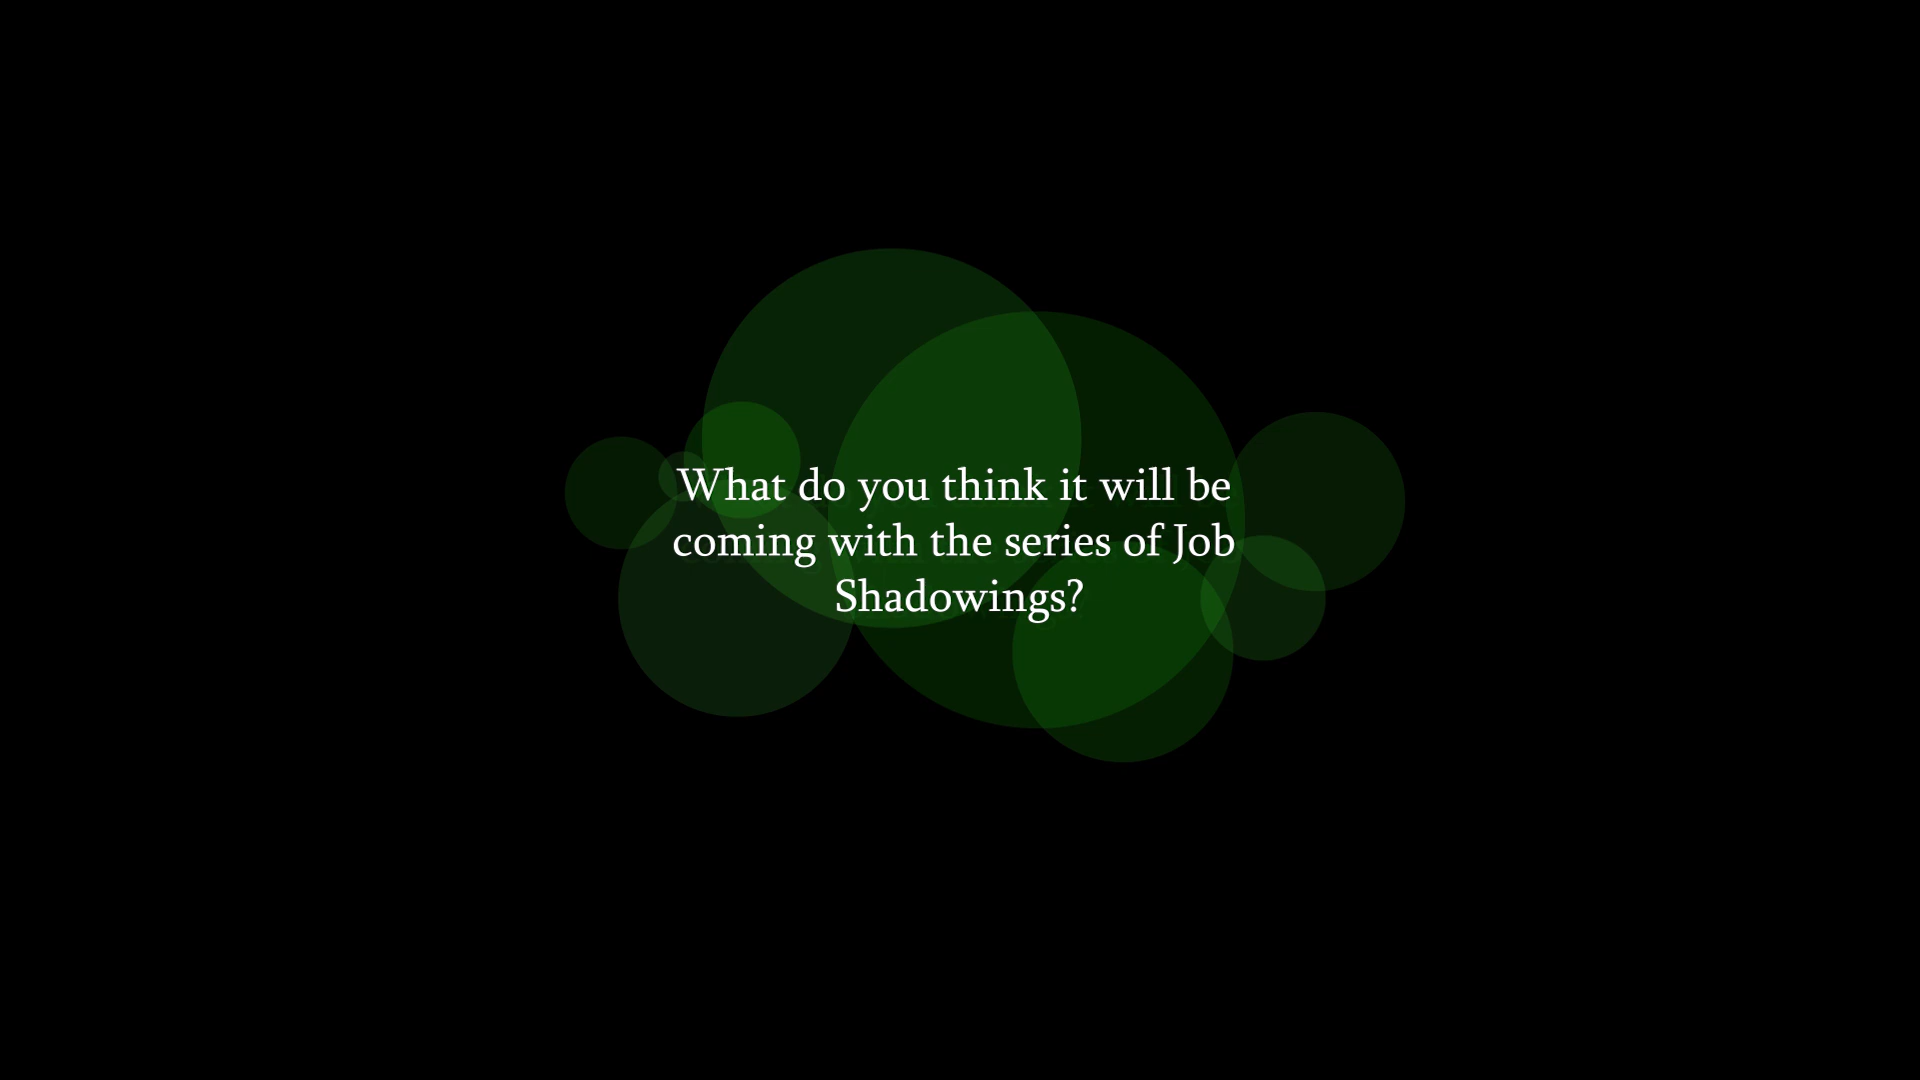 What do you think it will be
coming with the series of Job
Shadowings?